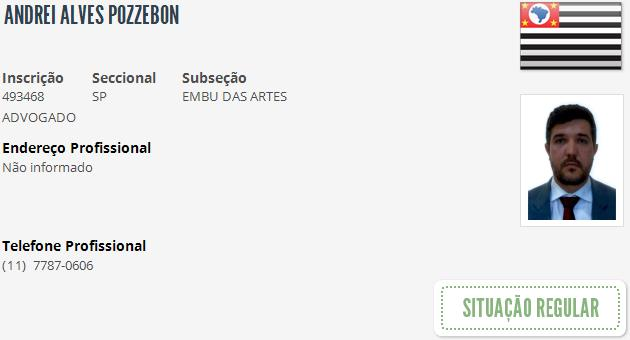 ANDREI ALVES POZZEBON
Inscrição Seccional Subseção
493468 SP EMBU DAS ARTES
ADVOGADO
Endereço Profissional
Não informado
Telefone Profissional
(11) 7787-0606
SITUAÇÃO REGULAR